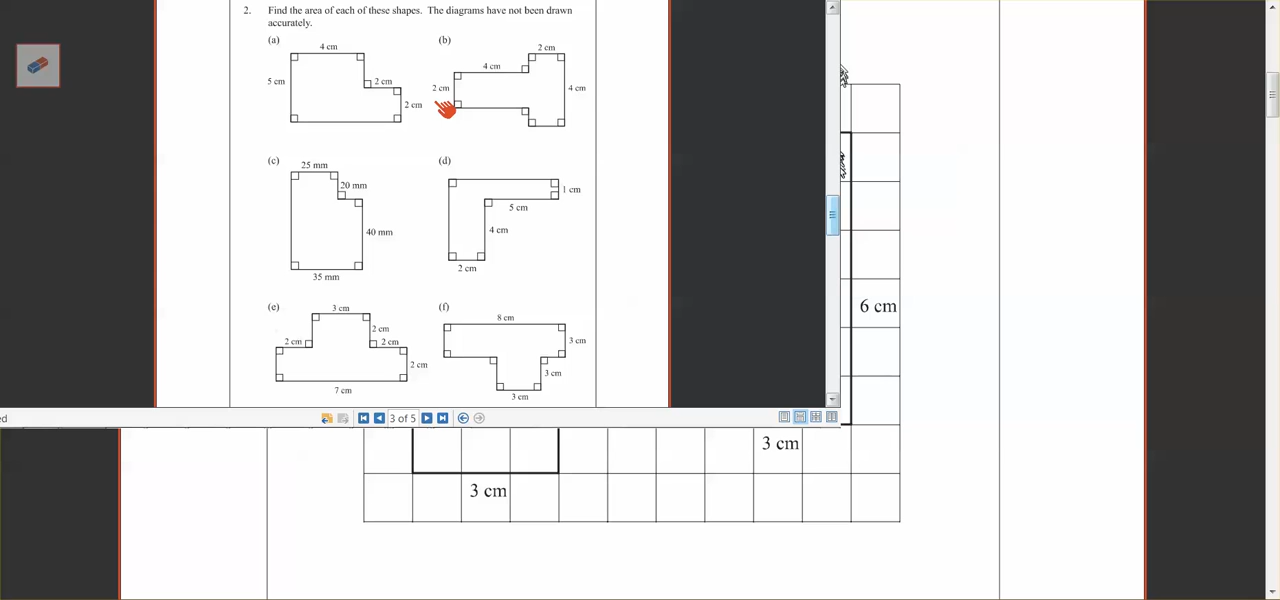 2. Find the area of each of these shapes. The diagrams have not been drawn
accurately.
(a)
4 cm
5 cm
2 cm
2 cm
(b)
2 cm
4 cm
2 cm
4 cm
(c)
25 mm
20 mm
40 mm
35 mm
(d)
1 cm
5 cm
4 cm
2 cm
(e)
3 cm
2 cm
2 cm
2 cm
2 cm
7 cm
(f)
8 cm
3 cm
3 cm
3 cm
6 cm
ed
3 of 5
3 cm
3 cm